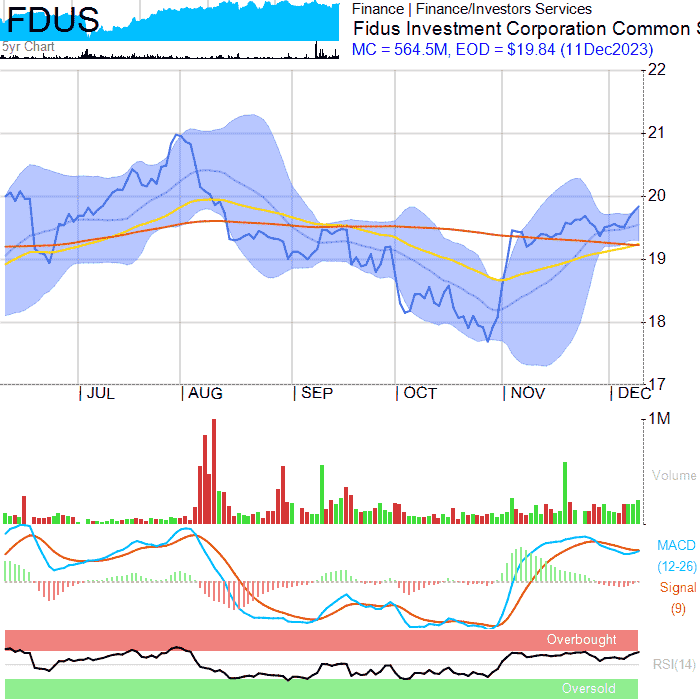 FDUS
5yr Chart
Finance | Finance/Investors Services
Fidus Investment Corporation Common S
MC = 564.5M, EOD = $19.84 (11Dec2023)
22
21
20
19
18
17
JUL AUG SEP OCT NOV DEC
1M
Volume
MACD
(12-26)
Signal
(9)
Overbought
RSI(14)
Oversold